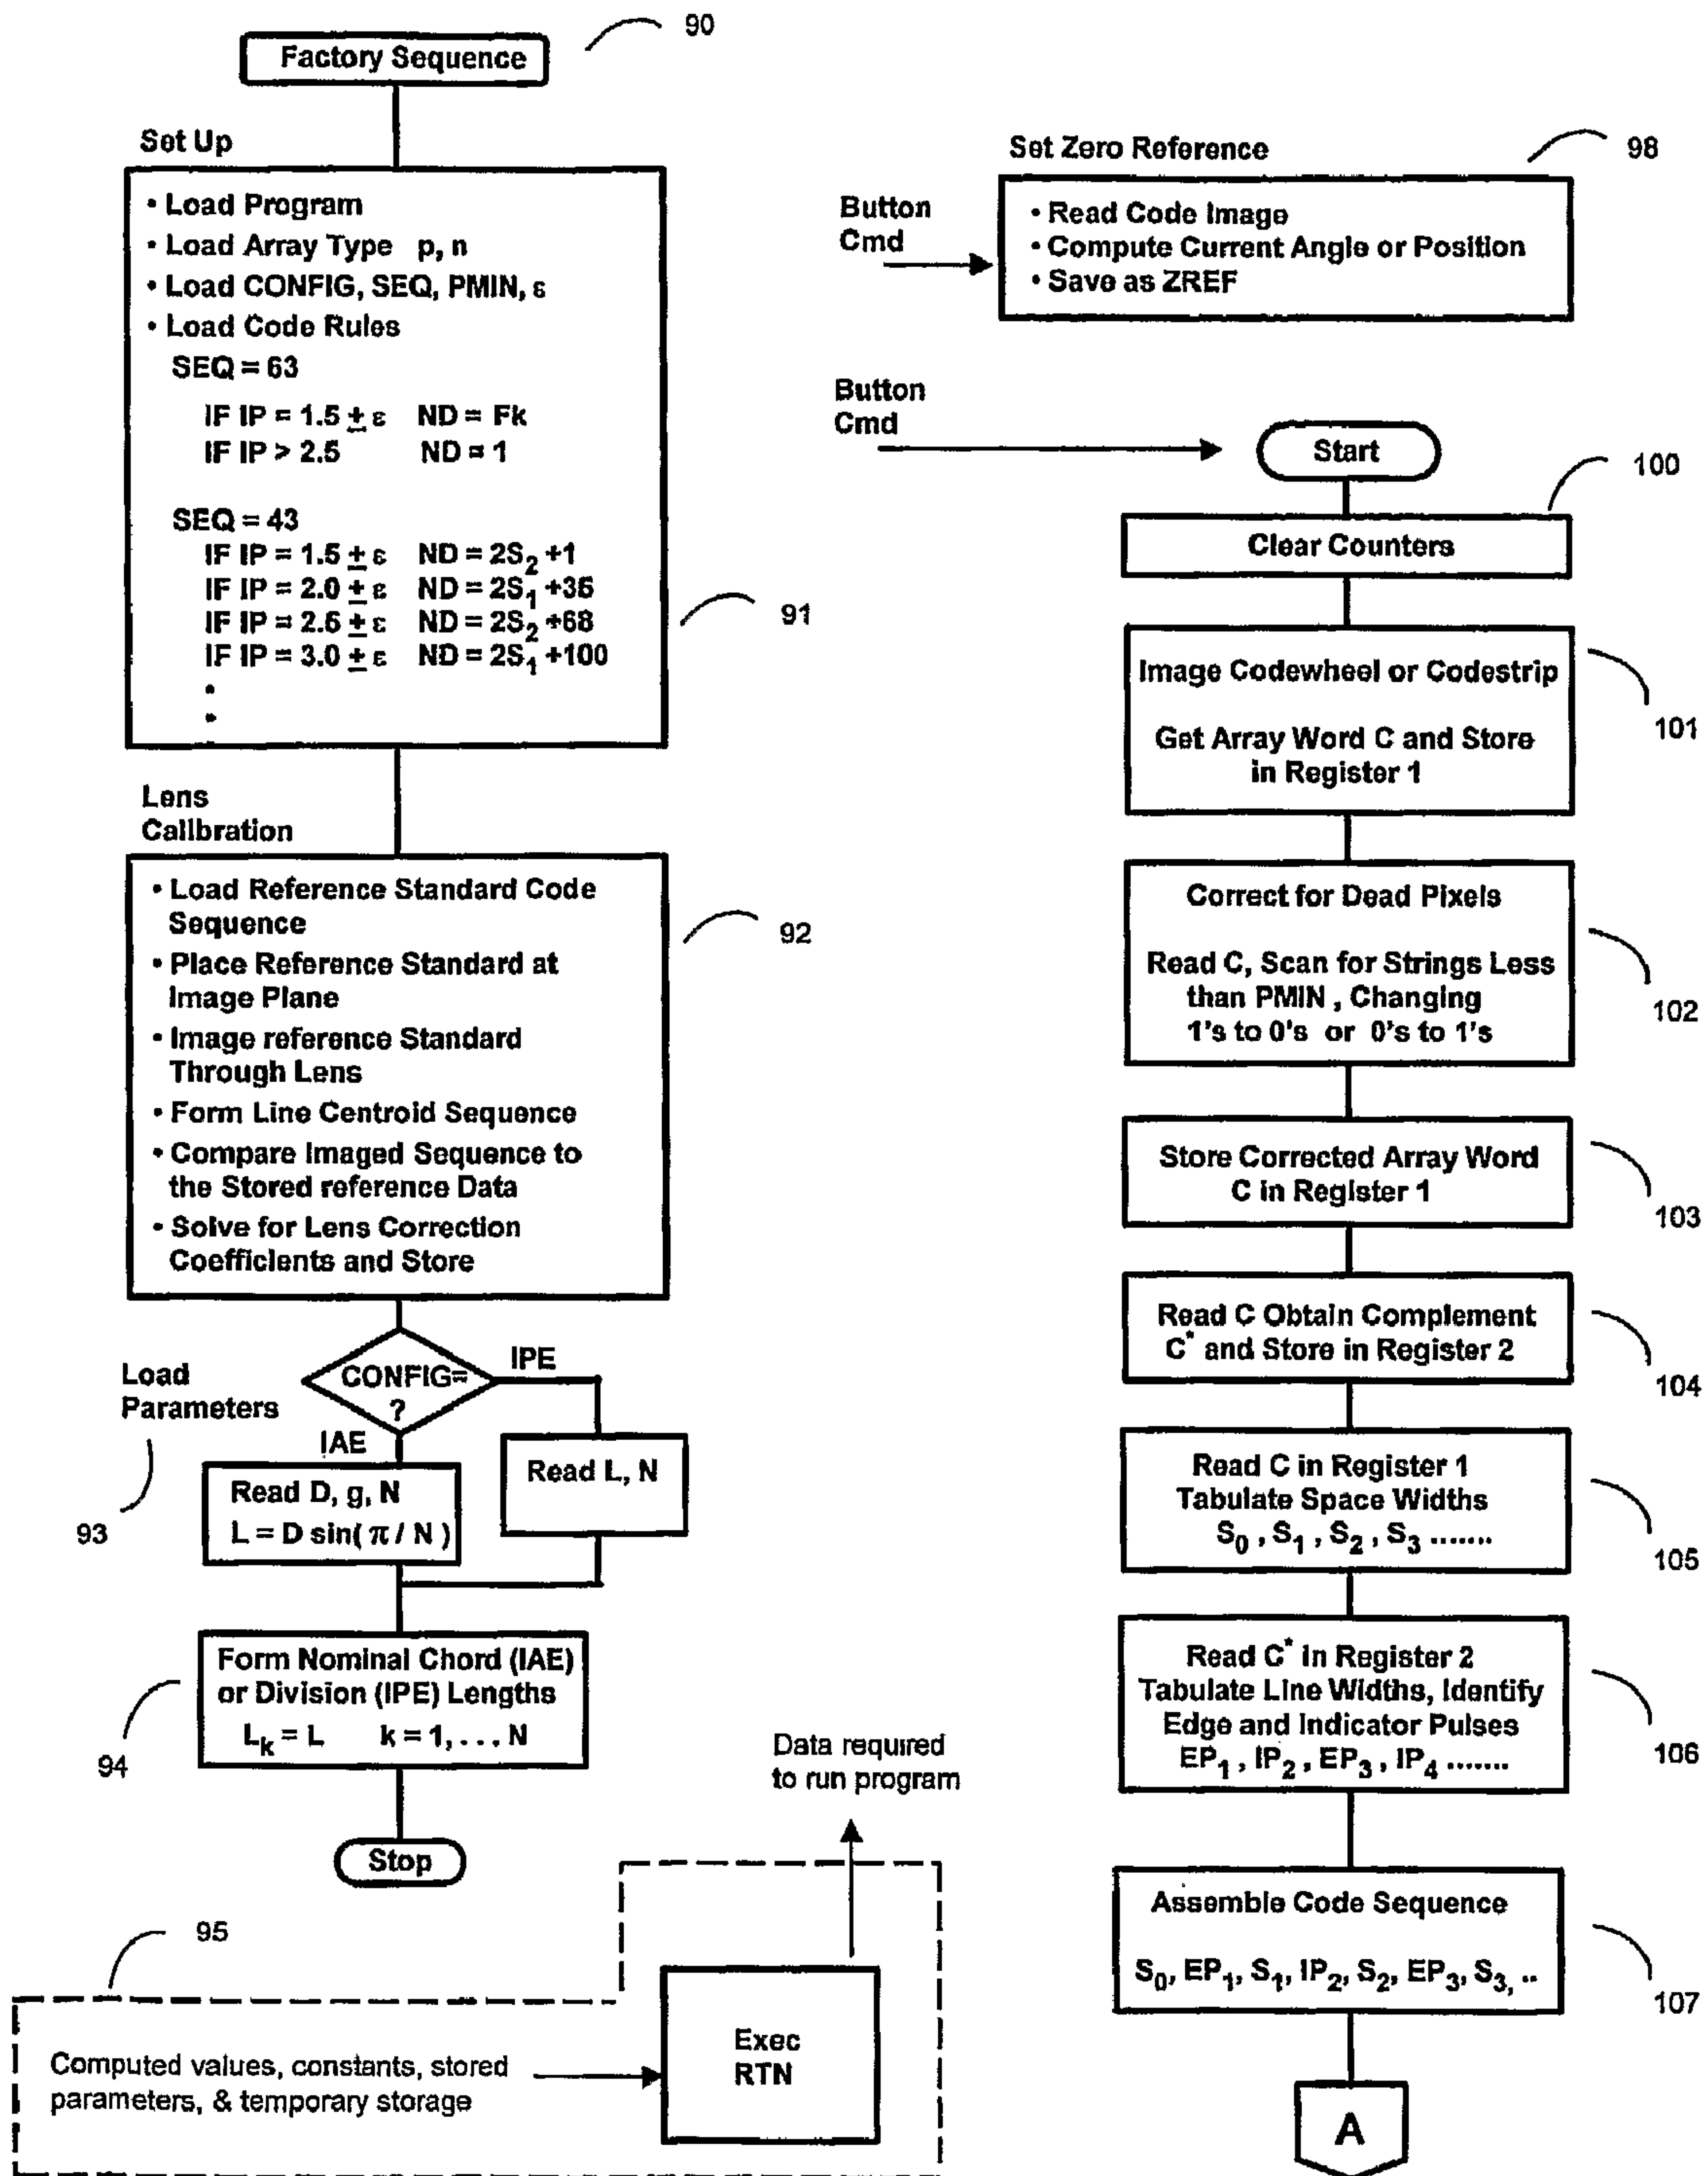 Factory Sequence
90
Set Up
• Load Program
• Load Array Type p, n
• Load CONFIG, SEQ, PMIN, ε
• Load Code Rules
SEQ = 63
IF IP = 1.5 ± ε ND = Fk
IF IP > 2.5 ND = 1
SEQ = 43
IF IP = 1.5 ± ε ND = 2S₂ +1
IF IP = 2.0 ± ε ND = 2S₁ +36
IF IP = 2.5 ± ε ND = 2S₂ +68
IF IP = 3.0 ± ε ND = 2S₁ +100
•
•
91
Lens
Calibration
• Load Reference Standard Code
Sequence
• Place Reference Standard at
Image Plane
• Image reference Standard
Through Lens
• Form Line Centroid Sequence
• Compare Imaged Sequence to
the Stored reference Data
• Solve for Lens Correction
Coefficients and Store
92
Load
Parameters
93
CONFIG=
?
IPE
IAE
Read D, g, N
L = D sin( π / N )
Read L, N
Form Nominal Chord (IAE)
or Division (IPE) Lengths
Lₖ = L k = 1, . . . N
94
Stop
95
Computed values, constants, stored
parameters, & temporary storage
Exec
RTN
Data required
to run program
Set Zero Reference
98
Button
Cmd
• Read Code Image
• Compute Current Angle or Position
• Save as ZREF
Button
Cmd
Start
100
Clear Counters
Image Codewheel or Codestrip
Get Array Word C and Store
in Register 1
101
Correct for Dead Pixels
Read C, Scan for Strings Less
than PMIN , Changing
1's to 0's or 0's to 1's
102
Store Corrected Array Word
C in Register 1
103
Read C Obtain Complement
C* and Store in Register 2
104
Read C in Register 1
Tabulate Space Widths
S₀ , S₁ , S₂ , S₃ .......
105
Read C* in Register 2
Tabulate Line Widths, Identify
Edge and Indicator Pulses
EP₁ , IP₂ , EP₃ , IP₄ .......
106
Assemble Code Sequence
S₀, EP₁, S₁, IP₂, S₂, EP₃, S₃, ..
107
A